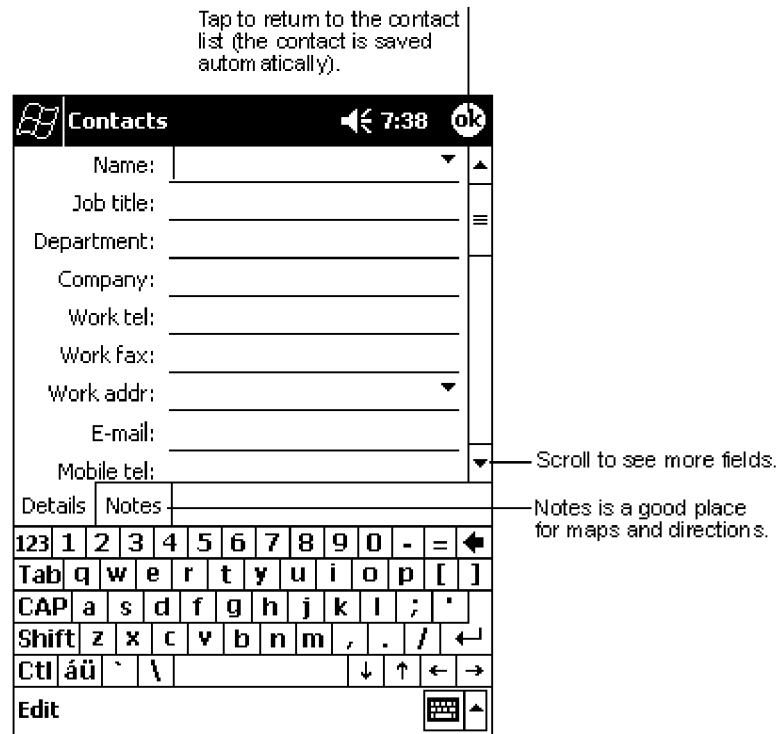 Tap to return to the contact
list (the contact is saved
automatically).
Contacts 7:38 ok
Name:
Job title:
Department:
Company:
Work tel:
Work fax:
Work addr:
E-mail:
Mobile tel:
Scroll to see more fields.
Details Notes
Notes is a good place
for maps and directions.
123 1 2 3 4 5 6 7 8 9 0 - = 🡄
Tab q w e r t y u i o p [ ]
CAP a s d f g h j k l ; '
Shift z x c v b n m , . / ↵
Ctl áü ` \ ↓ ↑ ← →
Edit